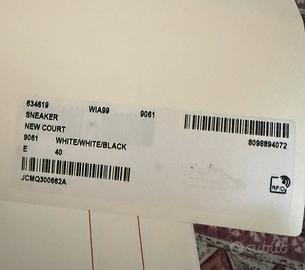 634619 WIA99 9061
SNEAKER
NEW COURT
9061 WHITE/WHITE/BLACK
E 40
8098894072
JCMQ300662A
RFID
subito